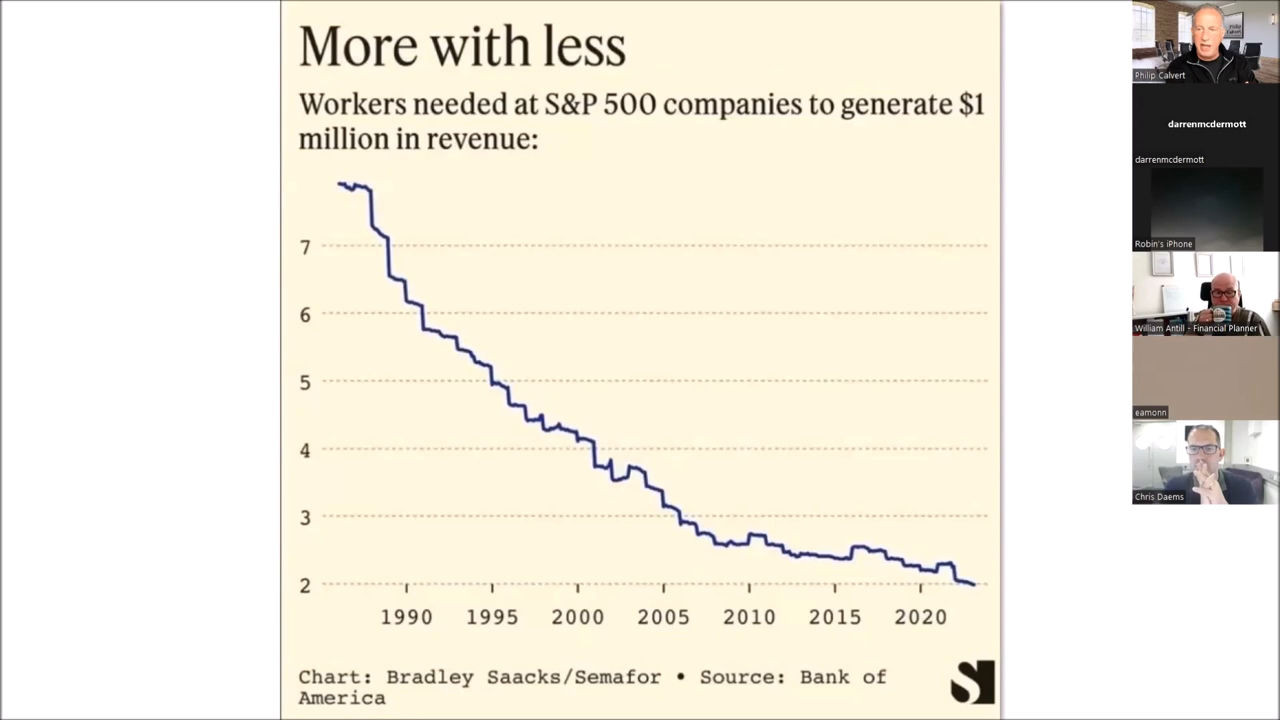 More with less
Workers needed at S&P 500 companies to generate $1
million in revenue:
7
6
5
4
3
2
1990 1995 2000 2005 2010 2015 2020
Chart: Bradley Saacks/Semafor • Source: Bank of
America
S
Philip Calvert
darrenmcdermott
darrenmcdermott
Robin's iPhone
William Antill - Financial Planner
eamonn
Chris Daems